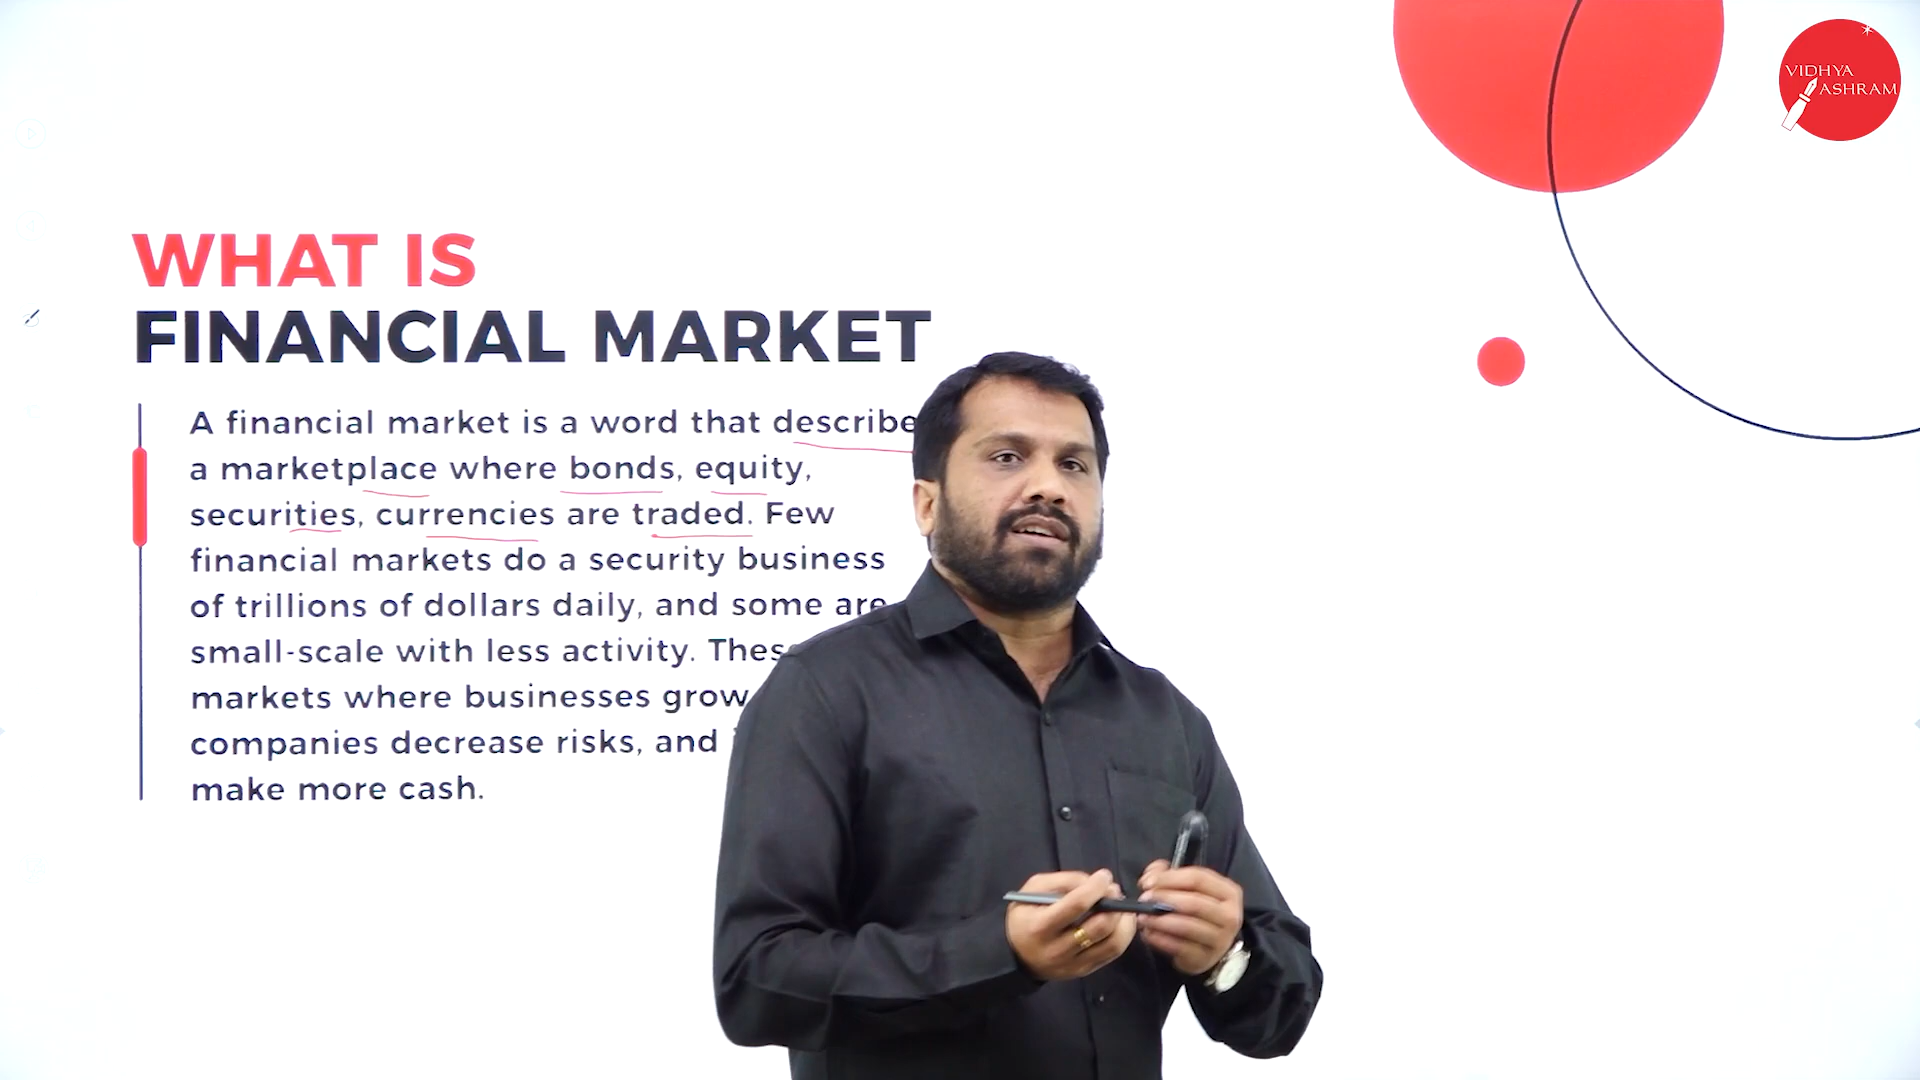 VIDHYA
ASHRAM
WHAT IS
FINANCIAL MARKET
A financial market is a word that
a marketplace where bonds, equity,
securities, currencies are traded. Few
financial markets do a security business
of trillions of dollars daily, and some are
small-scale with less activity.
markets where businesses grow
companies decrease risks, and
make more cash.